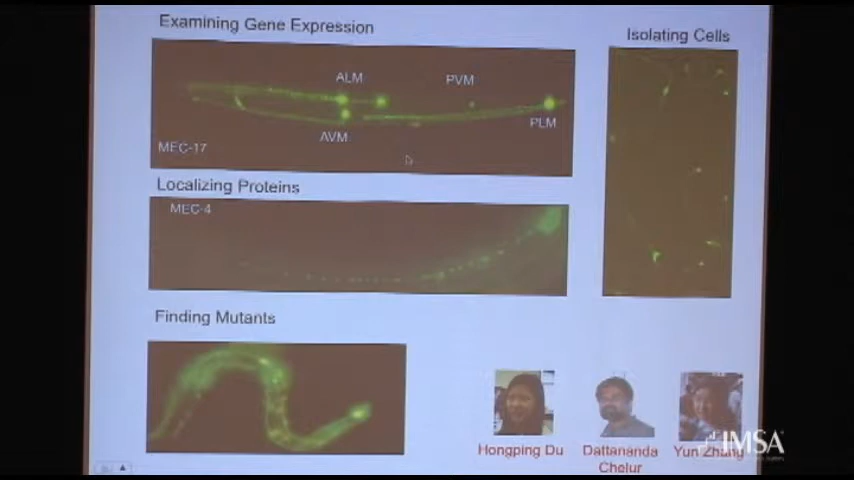 Examining Gene Expression
Isolating Cells
ALM
PVM
AVM
PLM
MEC-17
Localizing Proteins
MEC-4
Finding Mutants
Hongping Du
Dattananda
Chelur
Yun Zhang
IMSA